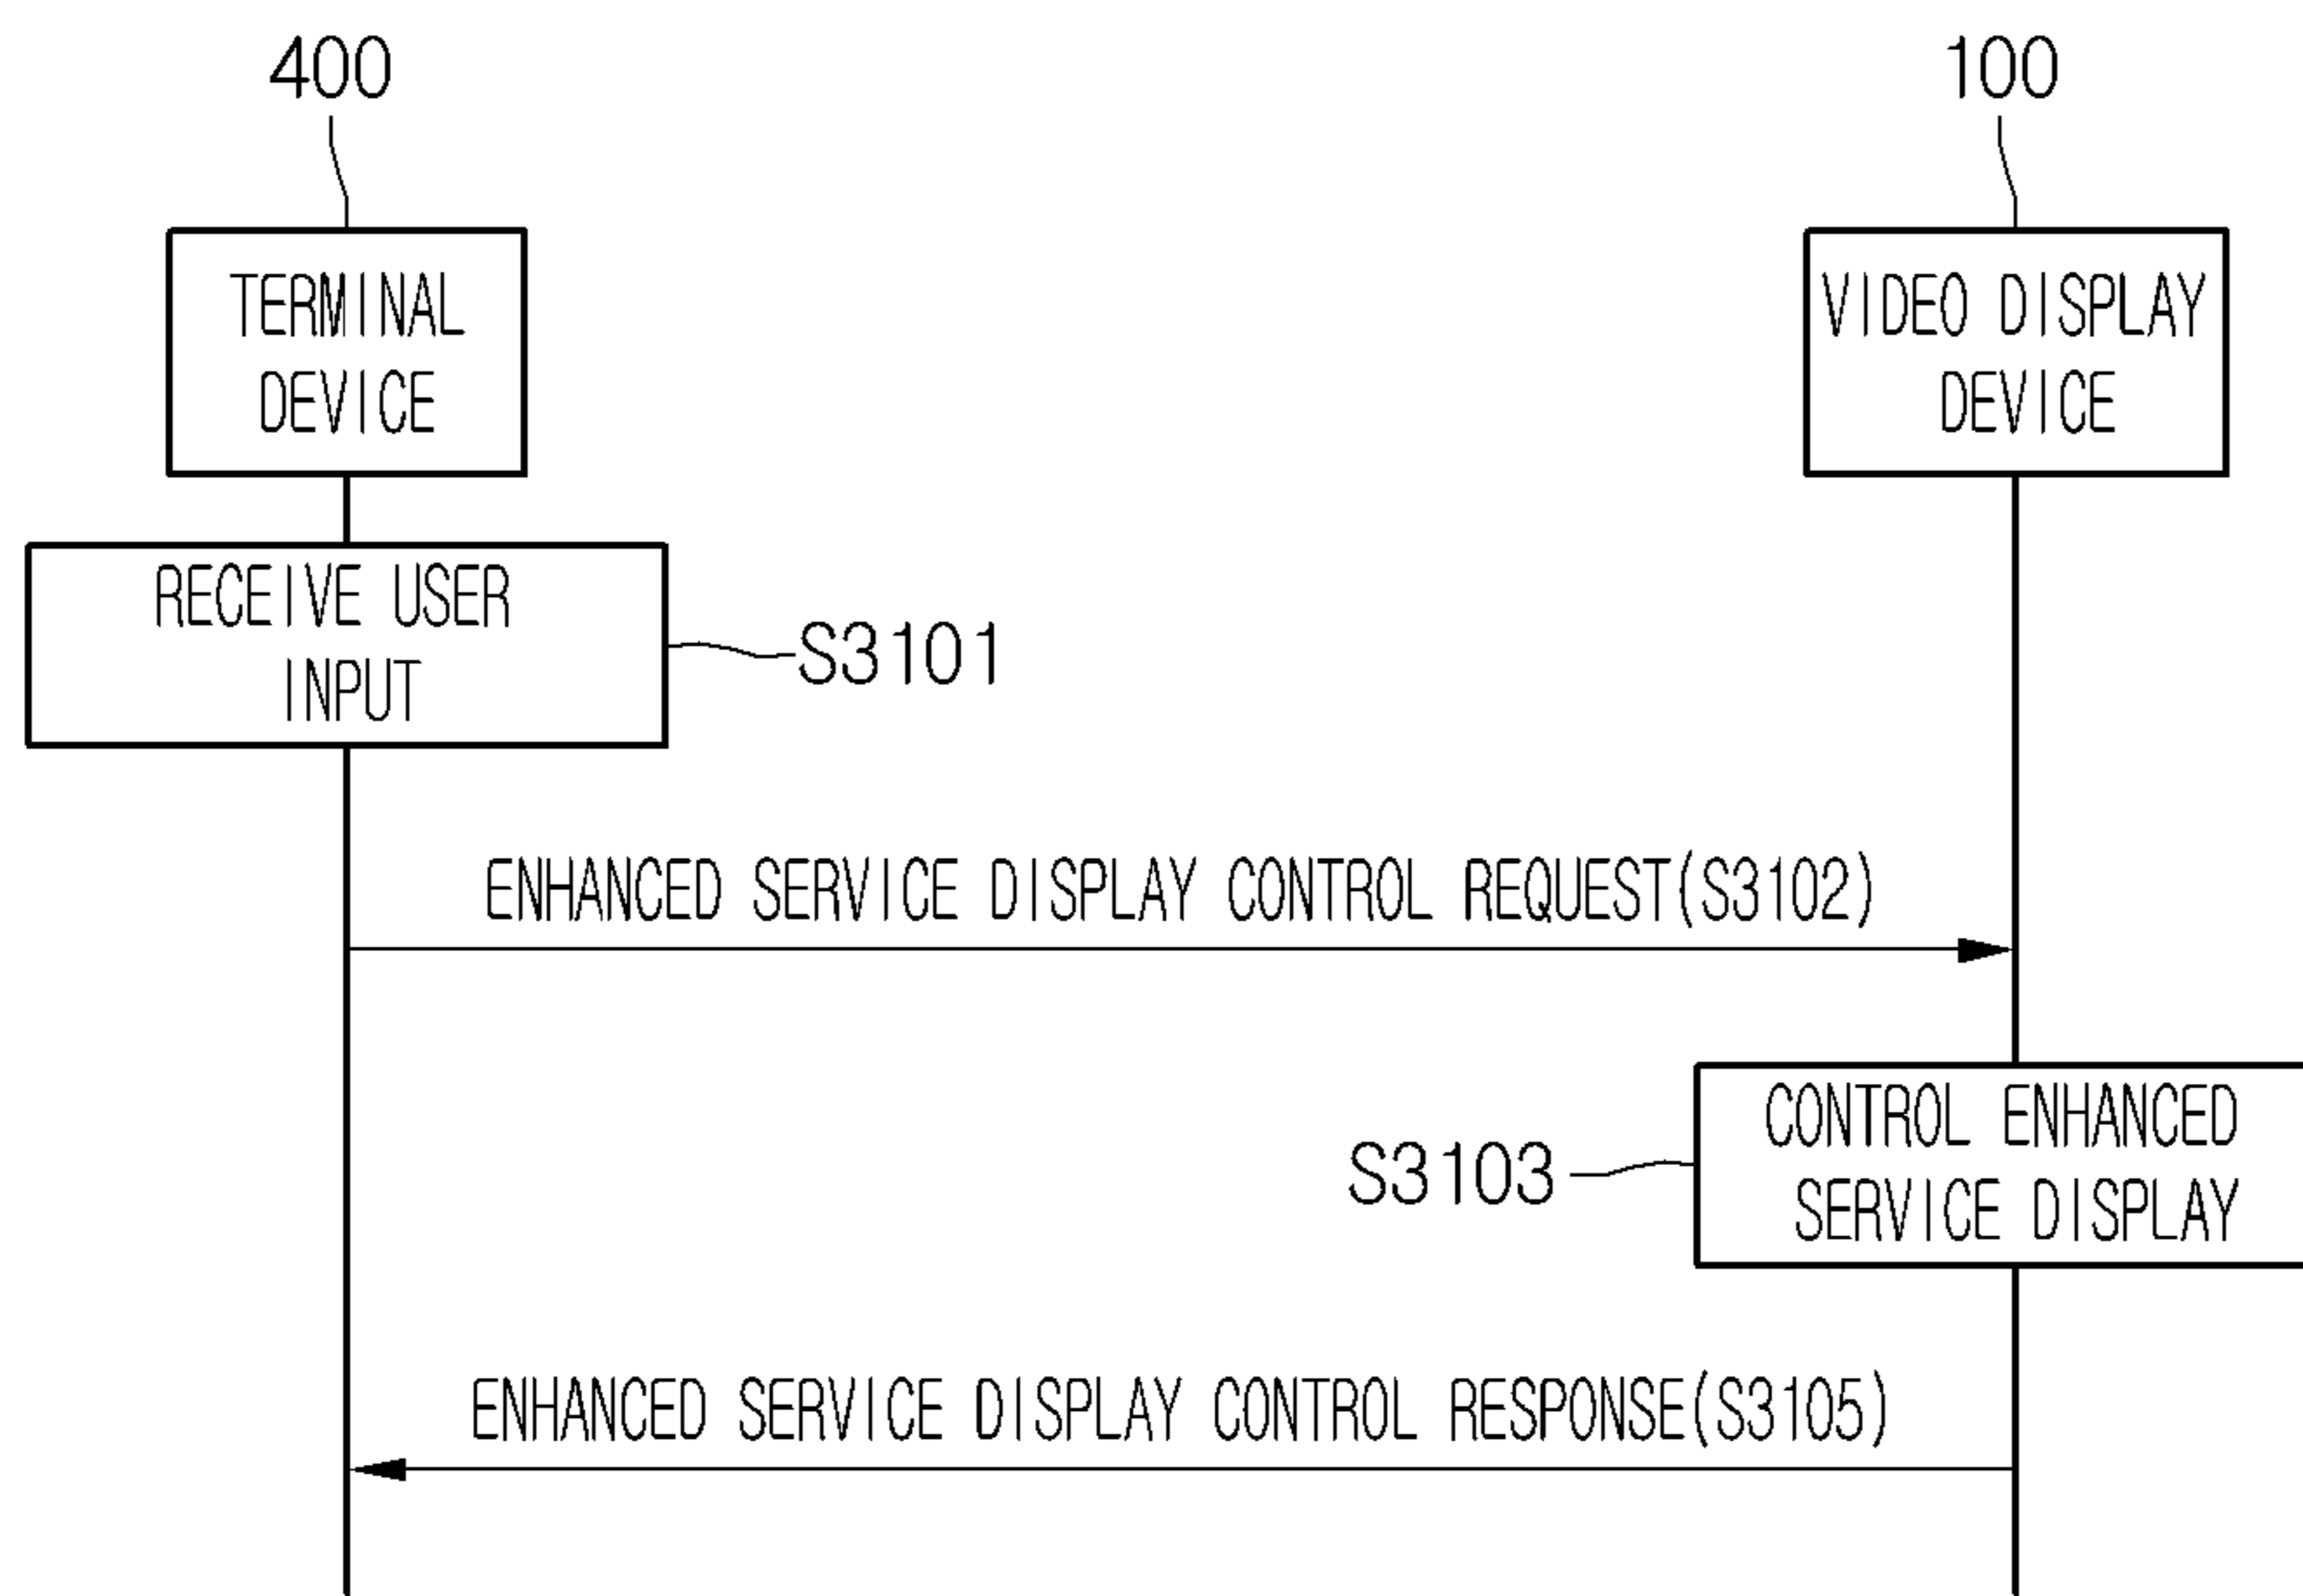 400
100
TERMINAL
DEVICE
VIDEO DISPLAY
DEVICE
RECEIVE USER
INPUT
S3101
ENHANCED SERVICE DISPLAY CONTROL REQUEST(S3102)
S3103
CONTROL ENHANCED
SERVICE DISPLAY
ENHANCED SERVICE DISPLAY CONTROL RESPONSE(S3105)